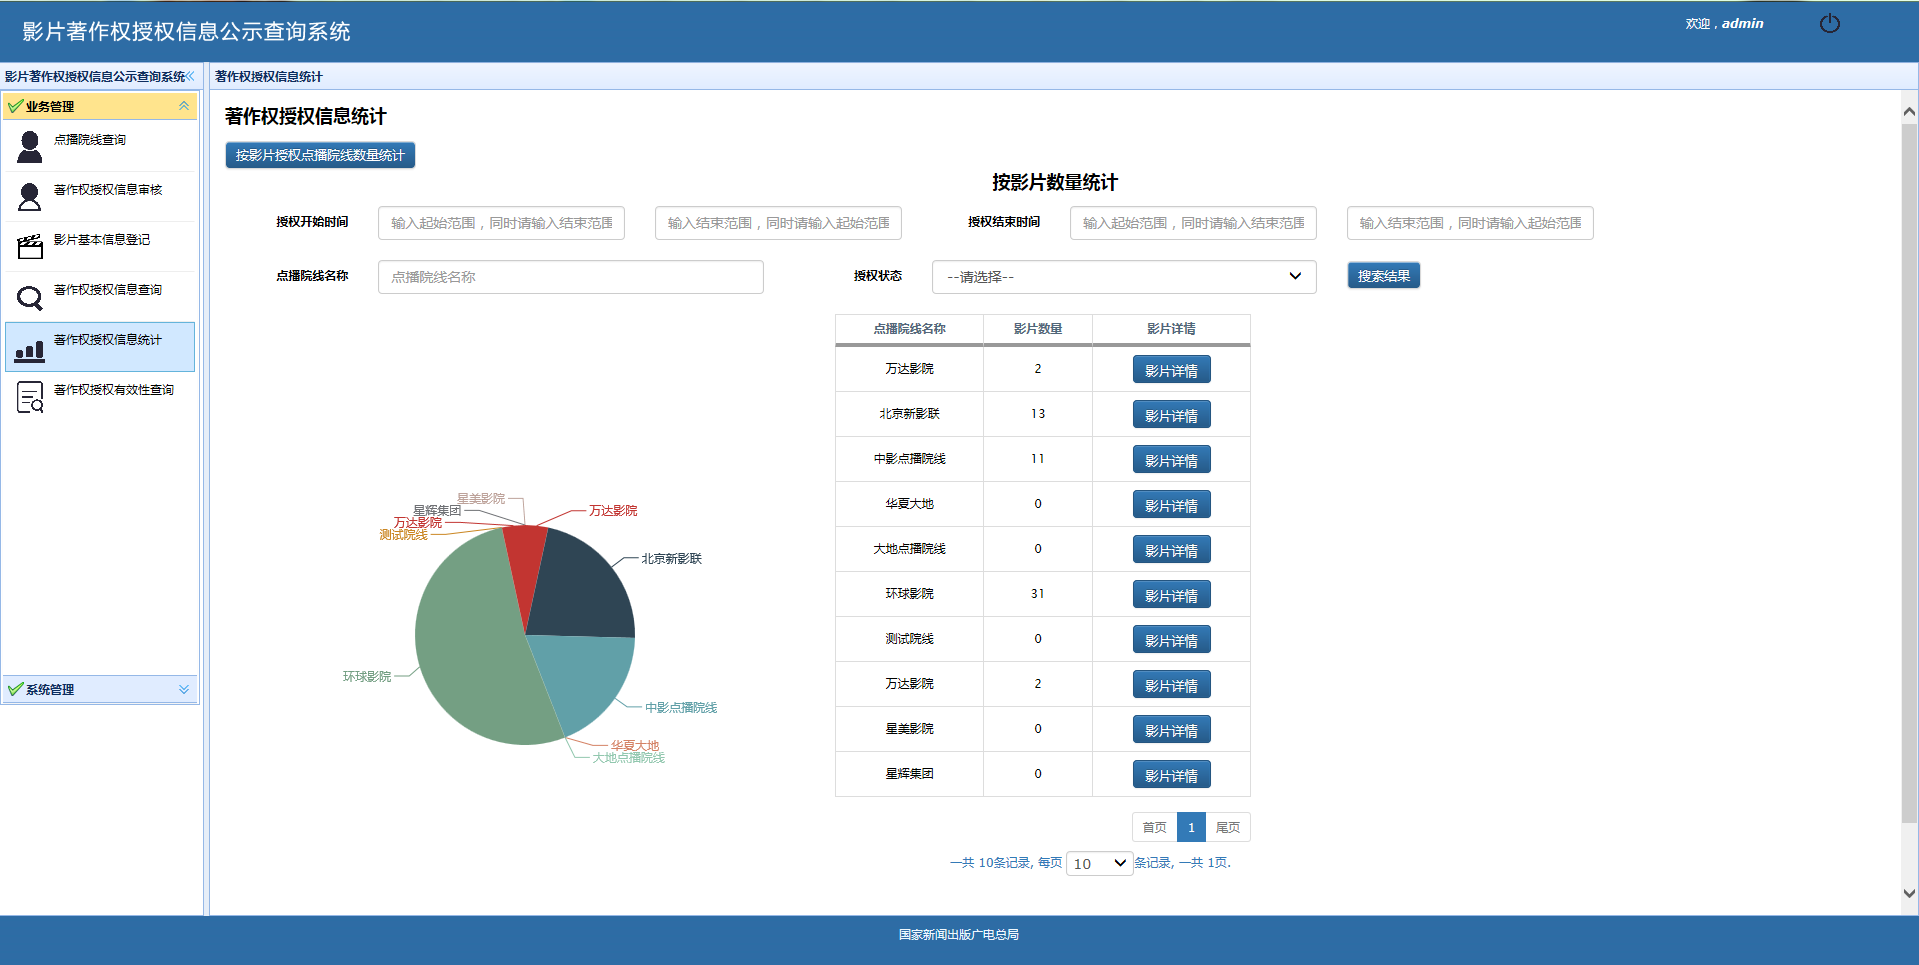 影片著作权授权信息公示查询系统
欢迎，admin
影片著作权授权信息公示查询系统
著作权授权信息统计
业务管理
点播院线查询
著作权授权信息审核
影片基本信息登记
著作权授权信息查询
著作权授权信息统计
著作权授权有效性查询
系统管理
著作权授权信息统计
按影片授权点播院线数量统计
按影片数量统计
授权开始时间 输入起始范围，同时请输入结束范围 输入结束范围，同时请输入起始范围 授权结束时间 输入起始范围，同时请输入结束范围 输入结束范围，同时请输入起始范围
点播院线名称 点播院线名称 授权状态 --请选择-- 搜索结果
星美影院
星辉集团
万达影院
测试院线
万达影院
北京新影联
环球影院
中影点播院线
华夏大地
大地点播院线
点播院线名称 影片数量 影片详情
万达影院 2 影片详情
北京新影联 13 影片详情
中影点播院线 11 影片详情
华夏大地 0 影片详情
大地点播院线 0 影片详情
环球影院 31 影片详情
测试院线 0 影片详情
万达影院 2 影片详情
星美影院 0 影片详情
星辉集团 0 影片详情
首页 1 尾页
一共 10条记录, 每页 10 条记录, 一共 1页.
国家新闻出版广电总局